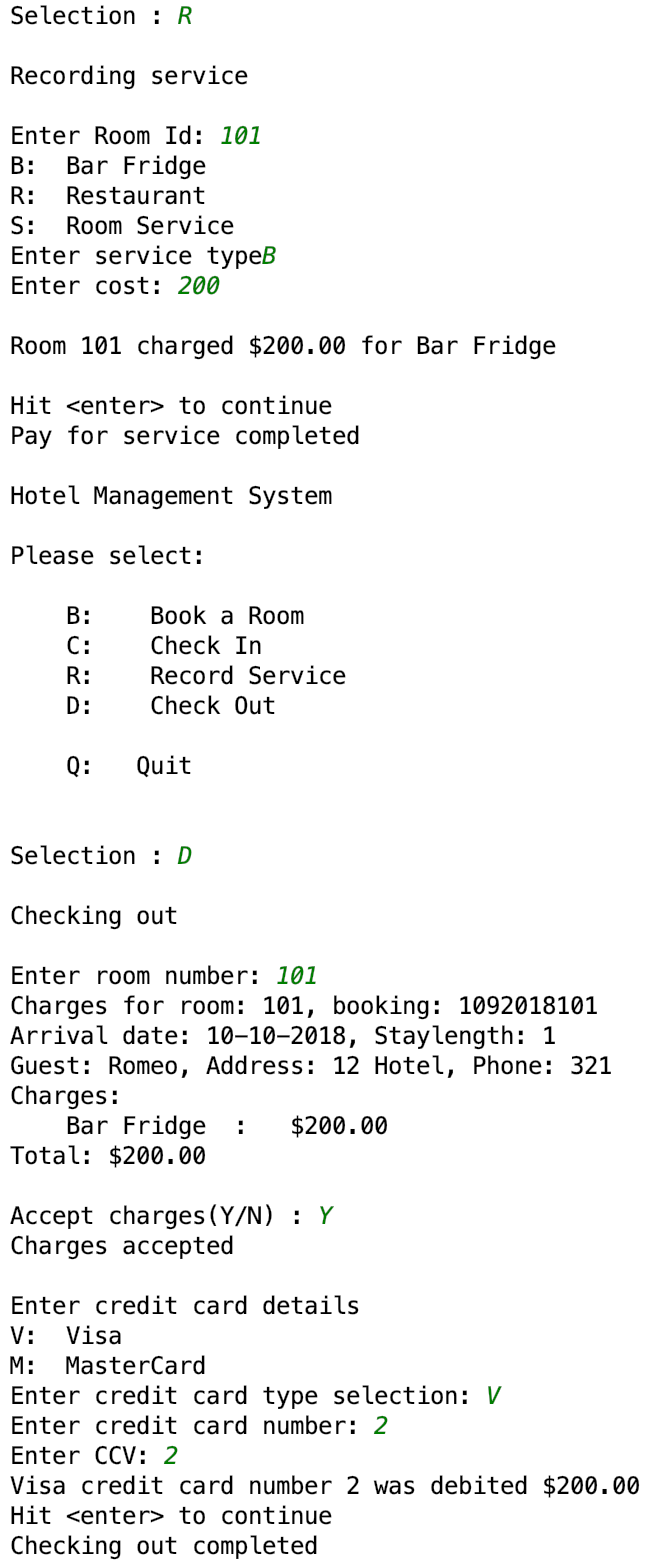 Selection : R
Recording service
Enter Room Id: 101
B:  Bar Fridge
R:  Restaurant
S:  Room Service
Enter service typeB
Enter cost: 200
Room 101 charged $200.00 for Bar Fridge
Hit <enter> to continue
Pay for service completed
Hotel Management System
Please select:
    B:    Book a Room
    C:    Check In
    R:    Record Service
    D:    Check Out
    Q:   Quit
Selection : D
Checking out
Enter room number: 101
Charges for room: 101, booking: 1092018101
Arrival date: 10-10-2018, Staylength: 1
Guest: Romeo, Address: 12 Hotel, Phone: 321
Charges:
    Bar Fridge  :   $200.00
Total: $200.00
Accept charges(Y/N) : Y
Charges accepted
Enter credit card details
V:  Visa
M:  MasterCard
Enter credit card type selection: V
Enter credit card number: 2
Enter CCV: 2
Visa credit card number 2 was debited $200.00
Hit <enter> to continue
Checking out completed